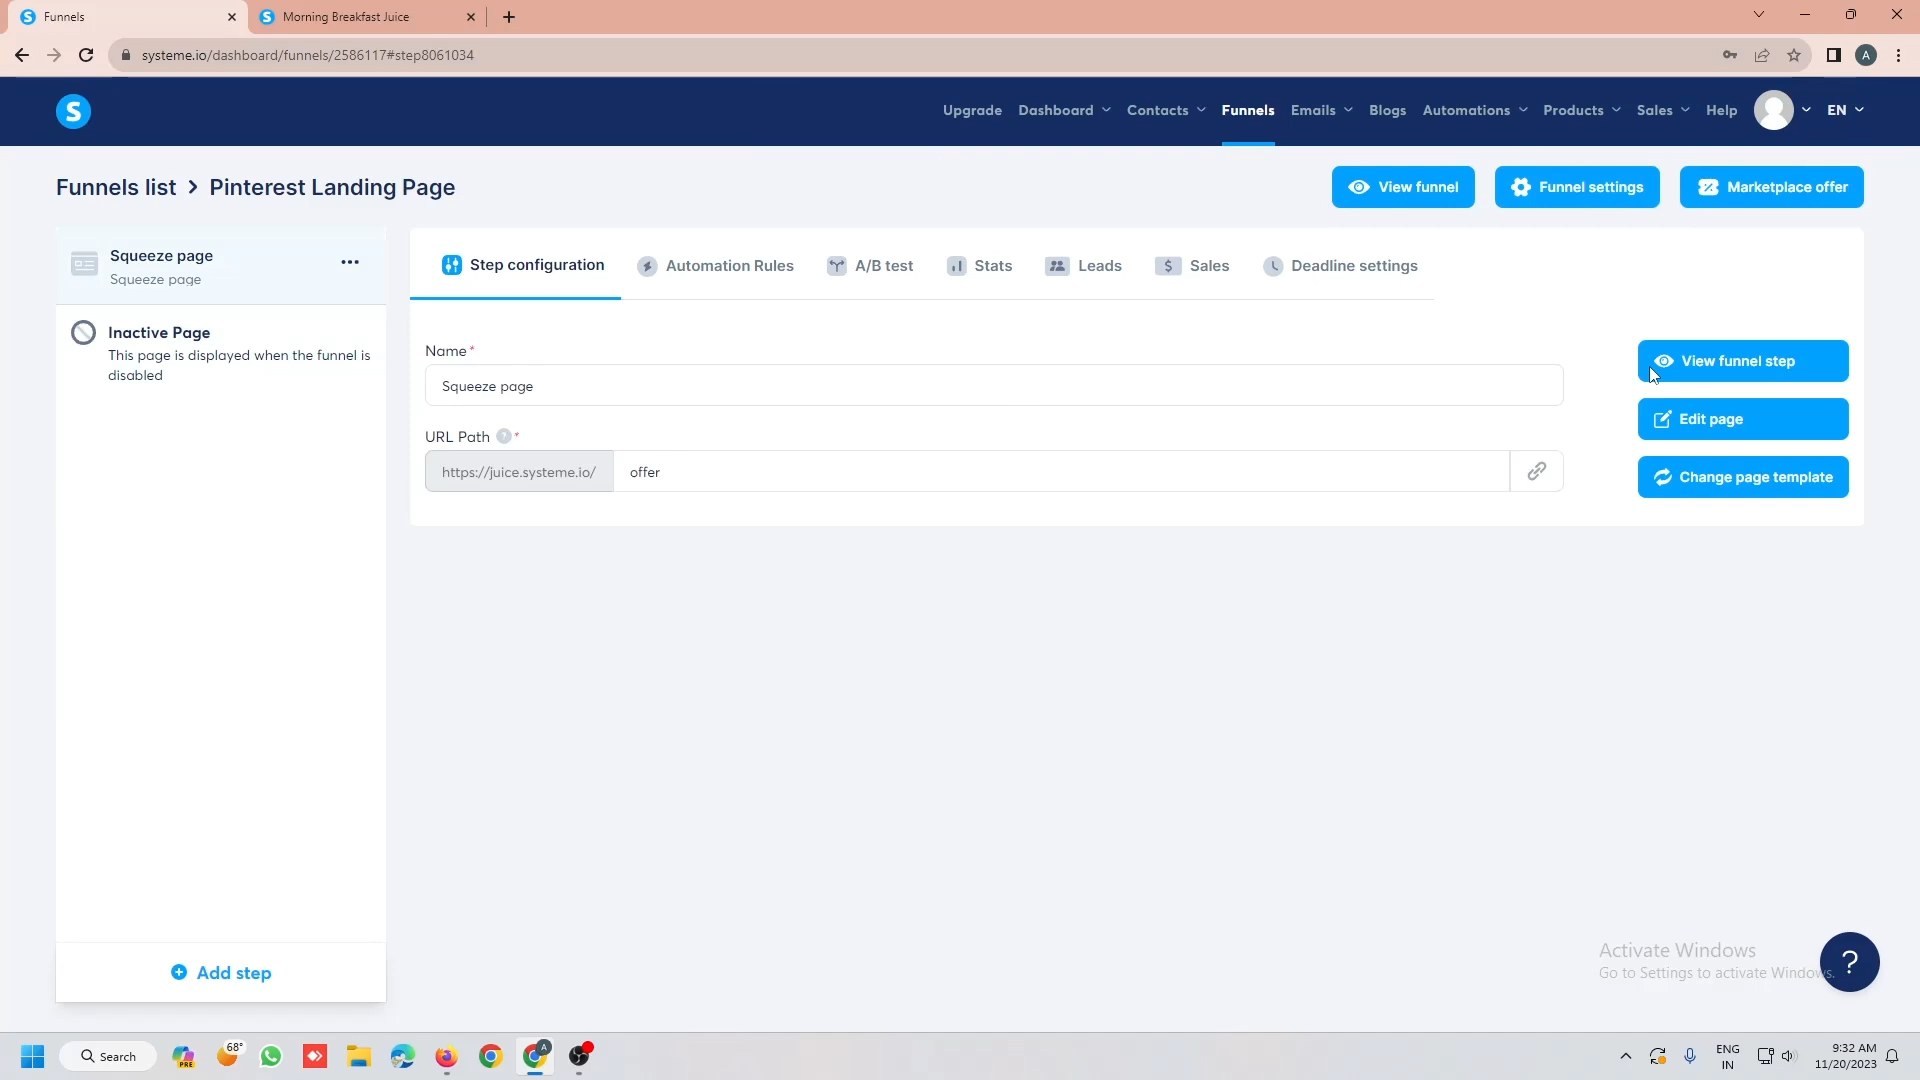 Funnels
Morning Breakfast Juice
systeme.io/dashboard/funnels/2586117#step8061034
A
S
Upgrade Dashboard Contacts Funnels Emails Blogs Automations Products Sales Help EN
Funnels list > Pinterest Landing Page
View funnel
Funnel settings
Marketplace offer
Squeeze page
Squeeze page
Inactive Page
This page is displayed when the funnel is
disabled
Add step
Step configuration
Automation Rules
A/B test
Stats
Leads
$ Sales
Deadline settings
Name *
Squeeze page
URL Path ? *
https://juice.systeme.io/ offer
View funnel step
Edit page
Change page template
Activate Windows
Go to Settings to activate Windows.
?
Search
PRE
68°
A
ENG
IN
9:32 AM
11/20/2023